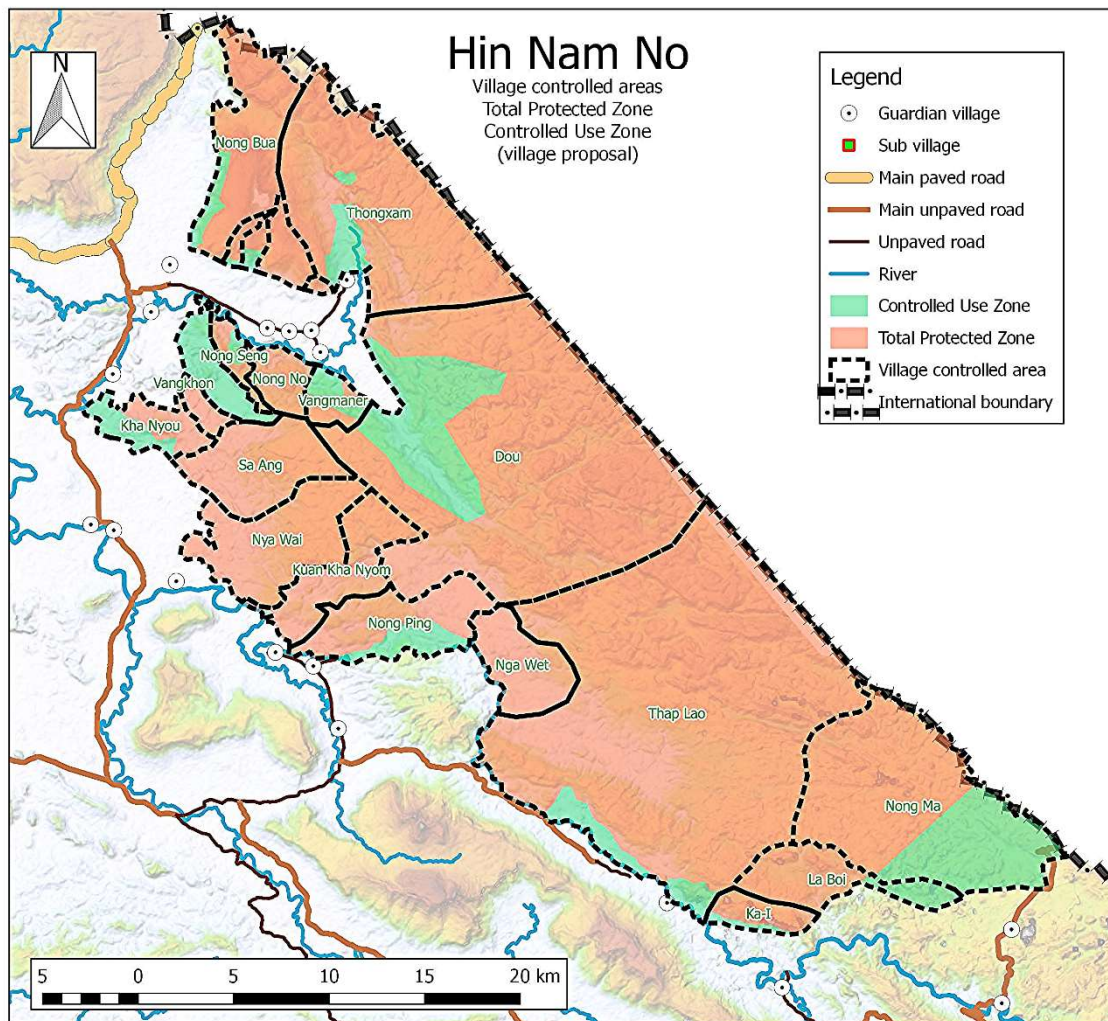 Hin Nam No
Village controlled areas
Total Protected Zone
Controlled Use Zone
(village proposal)
N
Legend
Guardian village
Sub village
Main paved road
Main unpaved road
Unpaved road
River
Controlled Use Zone
Total Protected Zone
Village controlled area
International boundary
Nong Bua
Thongxam
Nong Seng
Nong No
Vangkhon
Vangmaner
Kha Nyou
Sa Ang
Dou
Nya Wai
Kuan Kha Nyom
Nong Ping
Nga Wet
Thap Lao
Nong Ma
La Boi
Ka-I
5 0 5 10 15 20 km